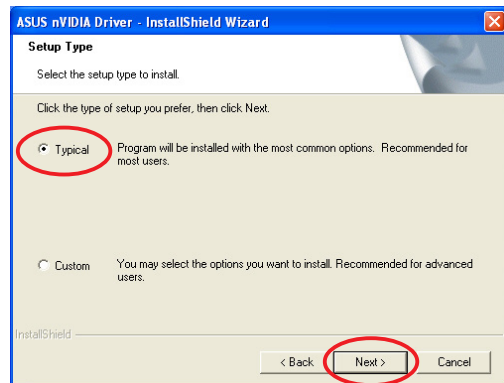 ASUS nVIDIA Driver - InstallShield Wizard
Setup Type
Select the setup type to install.
Click the type of setup you prefer, then click Next.
Typical
Program will be installed with the most common options. Recommended for
most users.
Custom
You may select the options you want to install. Recommended for advanced
users.
InstallShield
< Back
Next >
Cancel